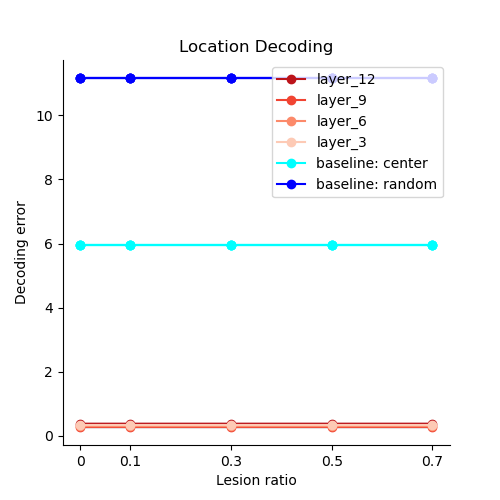 Location Decoding
layer_12
layer_9
layer_6
layer_3
baseline: center
baseline: random
Decoding error
10
8
6
4
2
0
0 0.1 0.3 0.5 0.7
Lesion ratio